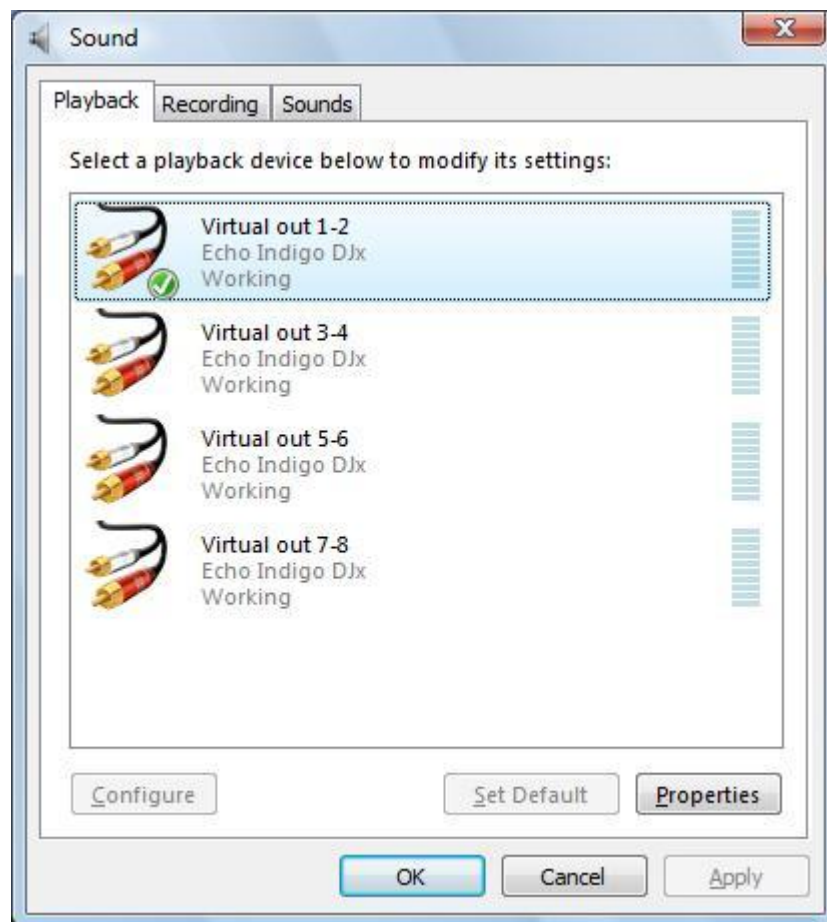 Sound
Playback Recording Sounds
Select a playback device below to modify its settings:
Virtual out 1-2
Echo Indigo DJx
Working
Virtual out 3-4
Echo Indigo DJx
Working
Virtual out 5-6
Echo Indigo DJx
Working
Virtual out 7-8
Echo Indigo DJx
Working
Configure Set Default Properties
OK Cancel Apply